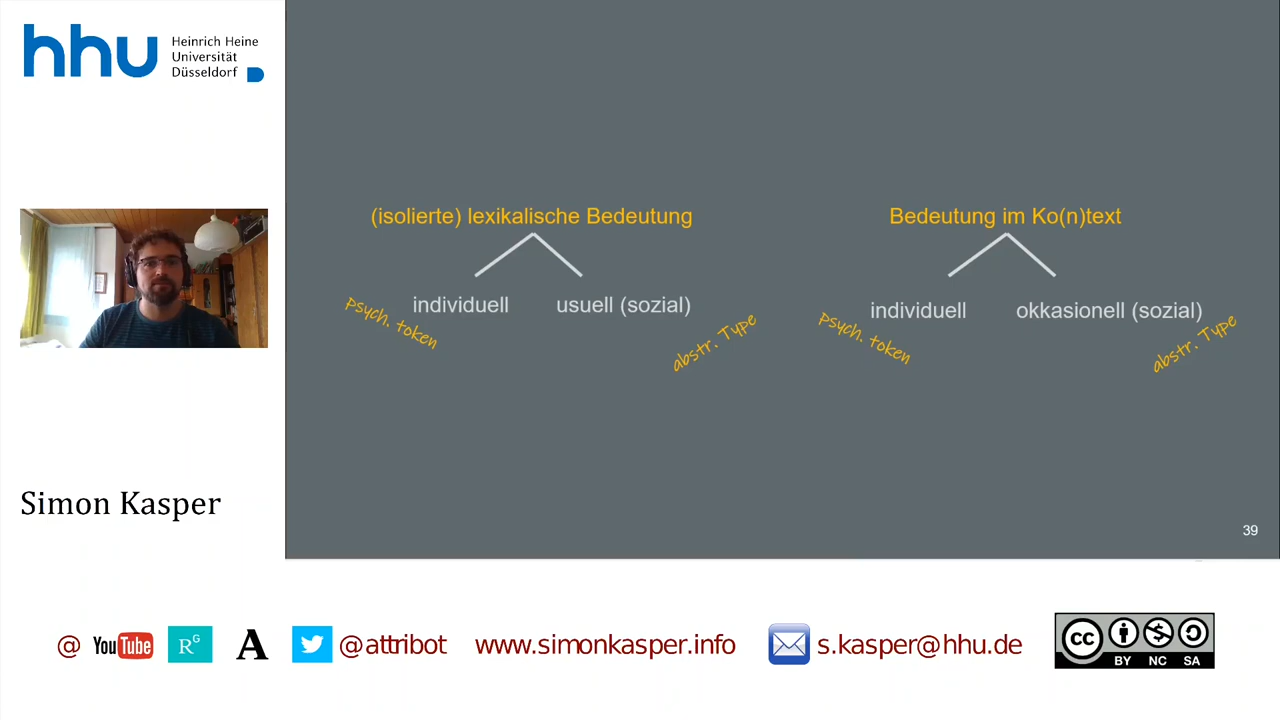 hhu Heinrich Heine
Universität
Düsseldorf
(isolierte) lexikalische Bedeutung
individuell usuell (sozial)
Psych. token
abstr. Type
Bedeutung im Ko(n)text
individuell okkasionell (sozial)
Psych. token
abstr. Type
39
Simon Kasper
@ YouTube RG A @attribot www.simonkasper.info s.kasper@hhu.de cc BY NC SA